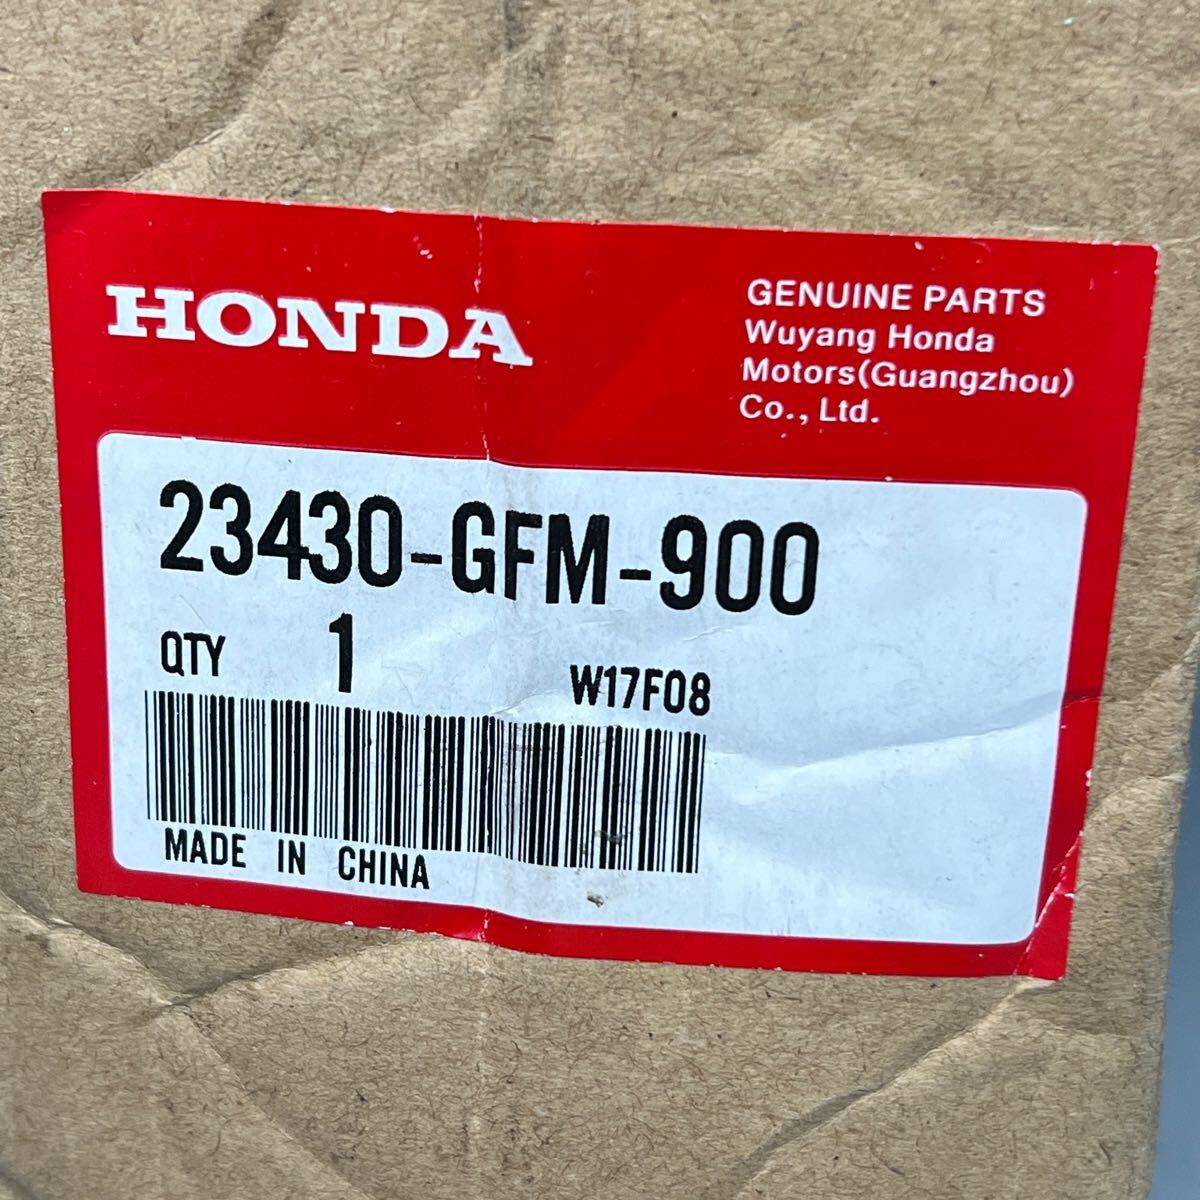 HONDA
GENUINE PARTS
Wuyang Honda
Motors(Guangzhou)
Co., Ltd.
23430-GFM-900
QTY 1 W17F08
MADE IN CHINA